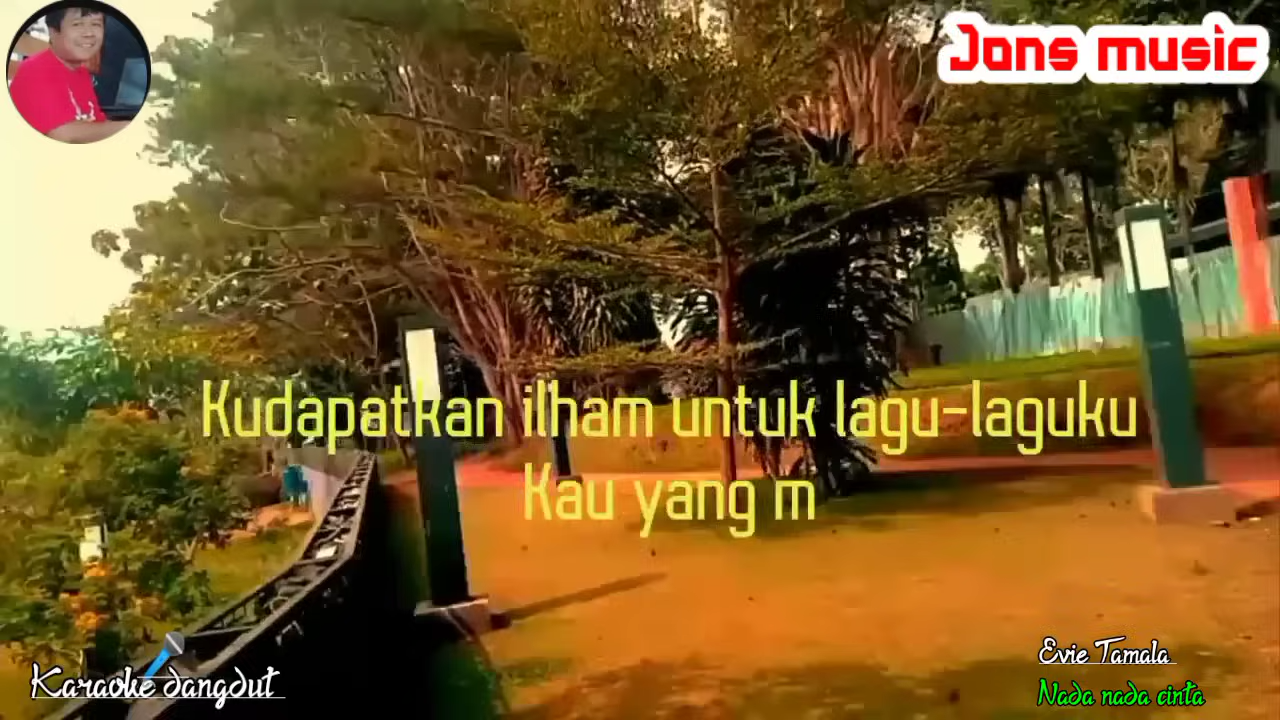 Jons music
Kudapatkan ilham untuk lagu-laguku
Kau yang m
Evie Tamala
Karaoke dangdut
Nada nada cinta